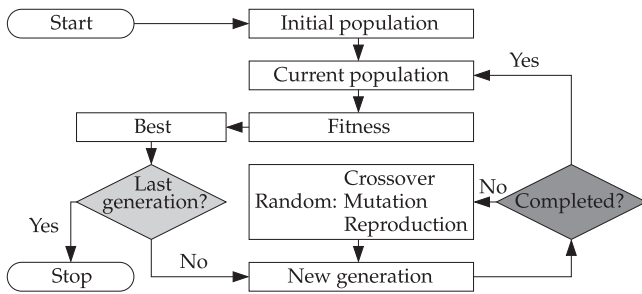 Start
Initial population
Current population
Yes
Best
Fitness
Last
generation?
Crossover
Random: Mutation
Reproduction
No
Completed?
Yes
No
Stop
New generation